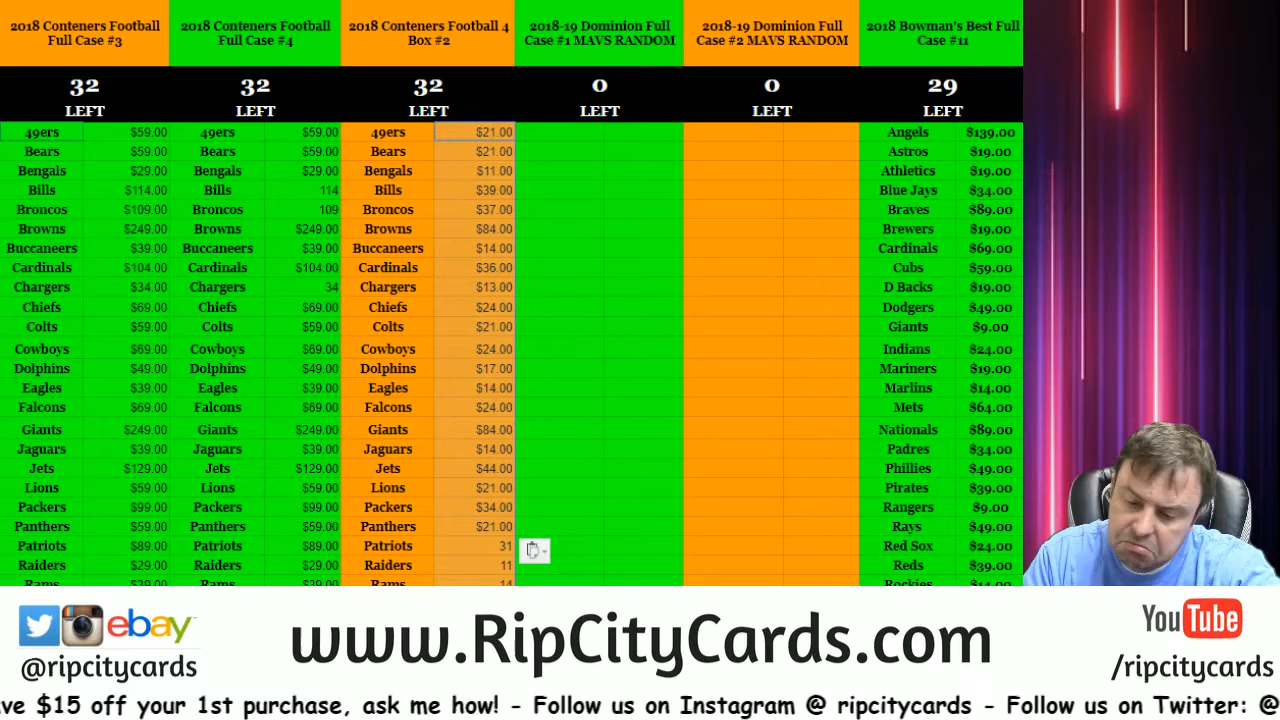 2018 Conteners Football Full Case #3
2018 Conteners Football Full Case #4
2018 Conteners Football 4 Box #2
2018-19 Dominion Full Case #1 MAVS RANDOM
2018-19 Dominion Full Case #2 MAVS RANDOM
2018 Bowman's Best Full Case #11
32 32 32 0 0 29
LEFT LEFT LEFT LEFT LEFT LEFT
49ers $59.00 49ers $59.00 49ers $21.00 Angels $139.00
Bears $59.00 Bears $59.00 Bears $21.00 Astros $19.00
Bengals $29.00 Bengals $29.00 Bengals $11.00 Athletics $19.00
Bills $114.00 Bills 114 Bills $39.00 Blue Jays $34.00
Broncos $109.00 Broncos 109 Broncos $37.00 Braves $89.00
Browns $249.00 Browns $249.00 Browns $84.00 Brewers $19.00
Buccaneers $39.00 Buccaneers $39.00 Buccaneers $14.00 Cardinals $69.00
Cardinals $104.00 Cardinals $104.00 Cardinals $36.00 Cubs $59.00
Chargers $34.00 Chargers 34 Chargers $13.00 D Backs $19.00
Chiefs $69.00 Chiefs $69.00 Chiefs $24.00 Dodgers $49.00
Colts $59.00 Colts $59.00 Colts $21.00 Giants $9.00
Cowboys $69.00 Cowboys $69.00 Cowboys $24.00 Indians $24.00
Dolphins $49.00 Dolphins $49.00 Dolphins $17.00 Mariners $19.00
Eagles $39.00 Eagles $39.00 Eagles $14.00 Marlins $14.00
Falcons $69.00 Falcons $69.00 Falcons $24.00 Mets $64.00
Giants $249.00 Giants $249.00 Giants $84.00 Nationals $89.00
Jaguars $39.00 Jaguars $39.00 Jaguars $14.00 Padres $34.00
Jets $129.00 Jets $129.00 Jets $44.00 Phillies $49.00
Lions $59.00 Lions $59.00 Lions $21.00 Pirates $39.00
Packers $99.00 Packers $99.00 Packers $34.00 Rangers $9.00
Panthers $59.00 Panthers $59.00 Panthers $21.00 Rays $49.00
Patriots $89.00 Patriots $89.00 Patriots 31 Red Sox $24.00
Raiders $29.00 Raiders $29.00 Raiders 11 Reds $39.00
Rams $39.00 Rams $39.00 Rams 14 Rockies $14.00
ebay
@ripcitycards
www.RipCityCards.com
YouTube
/ripcitycards
ve $15 off your 1st purchase, ask me how! - Follow us on Instagram @ ripcitycards - Follow us on Twitter: @